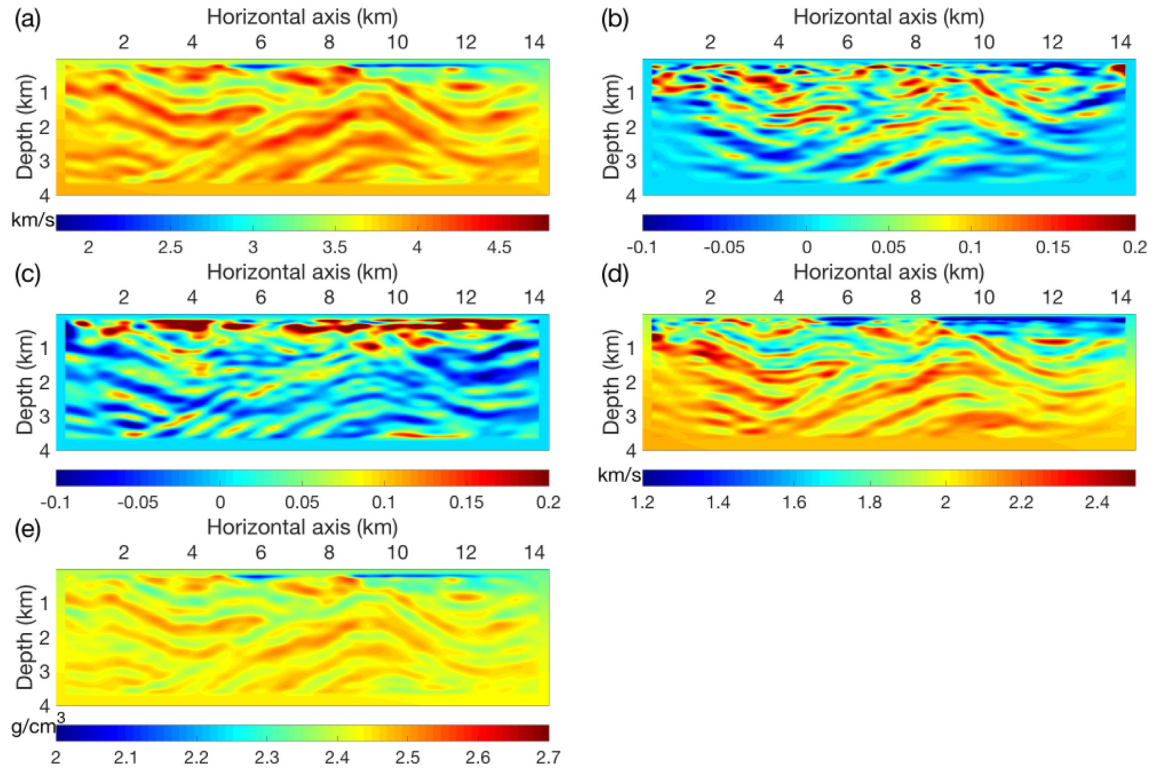 (a)
Horizontal axis (km)
2 4 6 8 10 12 14
Depth (km)
1
2
3
4
km/s
2 2.5 3 3.5 4 4.5
(b)
Horizontal axis (km)
2 4 6 8 10 12 14
Depth (km)
1
2
3
4
-0.1 -0.05 0 0.05 0.1 0.15 0.2
(c)
Horizontal axis (km)
2 4 6 8 10 12 14
Depth (km)
1
2
3
4
-0.1 -0.05 0 0.05 0.1 0.15 0.2
(d)
Horizontal axis (km)
2 4 6 8 10 12 14
Depth (km)
1
2
3
4
km/s
1.2 1.4 1.6 1.8 2 2.2 2.4
(e)
Horizontal axis (km)
2 4 6 8 10 12 14
Depth (km)
1
2
3
4
g/cm³
2 2.1 2.2 2.3 2.4 2.5 2.6 2.7